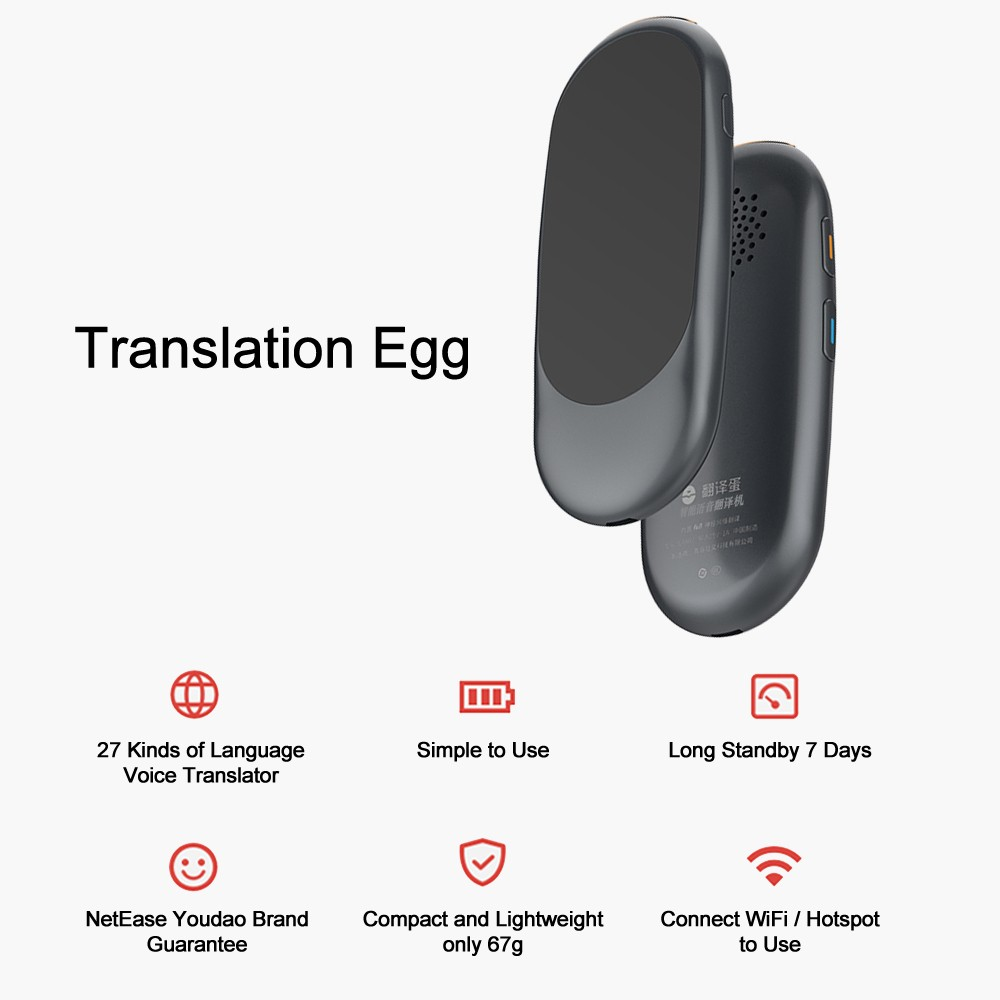 Translation Egg
翻译蛋
智能语音翻译机
27 Kinds of Language
Voice Translator
Simple to Use
Long Standby 7 Days
NetEase Youdao Brand
Guarantee
Compact and Lightweight
only 67g
Connect WiFi / Hotspot
to Use